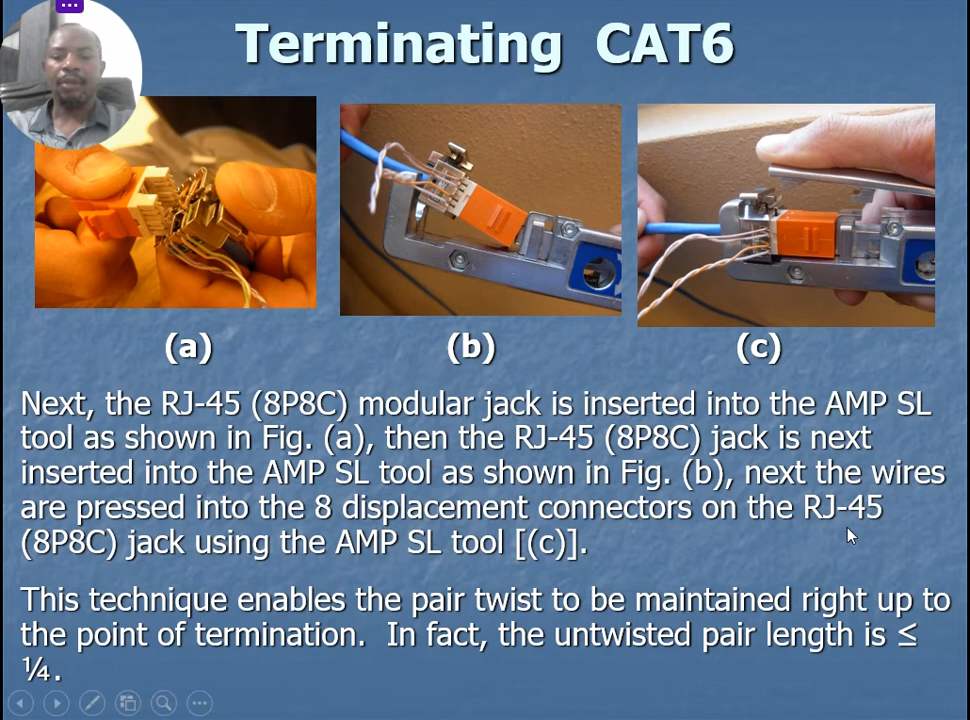 Terminating CAT6
(a)
(b)
(c)
Next, the RJ-45 (8P8C) modular jack is inserted into the AMP SL
tool as shown in Fig. (a), then the RJ-45 (8P8C) jack is next
inserted into the AMP SL tool as shown in Fig. (b), next the wires
are pressed into the 8 displacement connectors on the RJ-45
(8P8C) jack using the AMP SL tool [(c)].
This technique enables the pair twist to be maintained right up to
the point of termination. In fact, the untwisted pair length is ≤
¼.